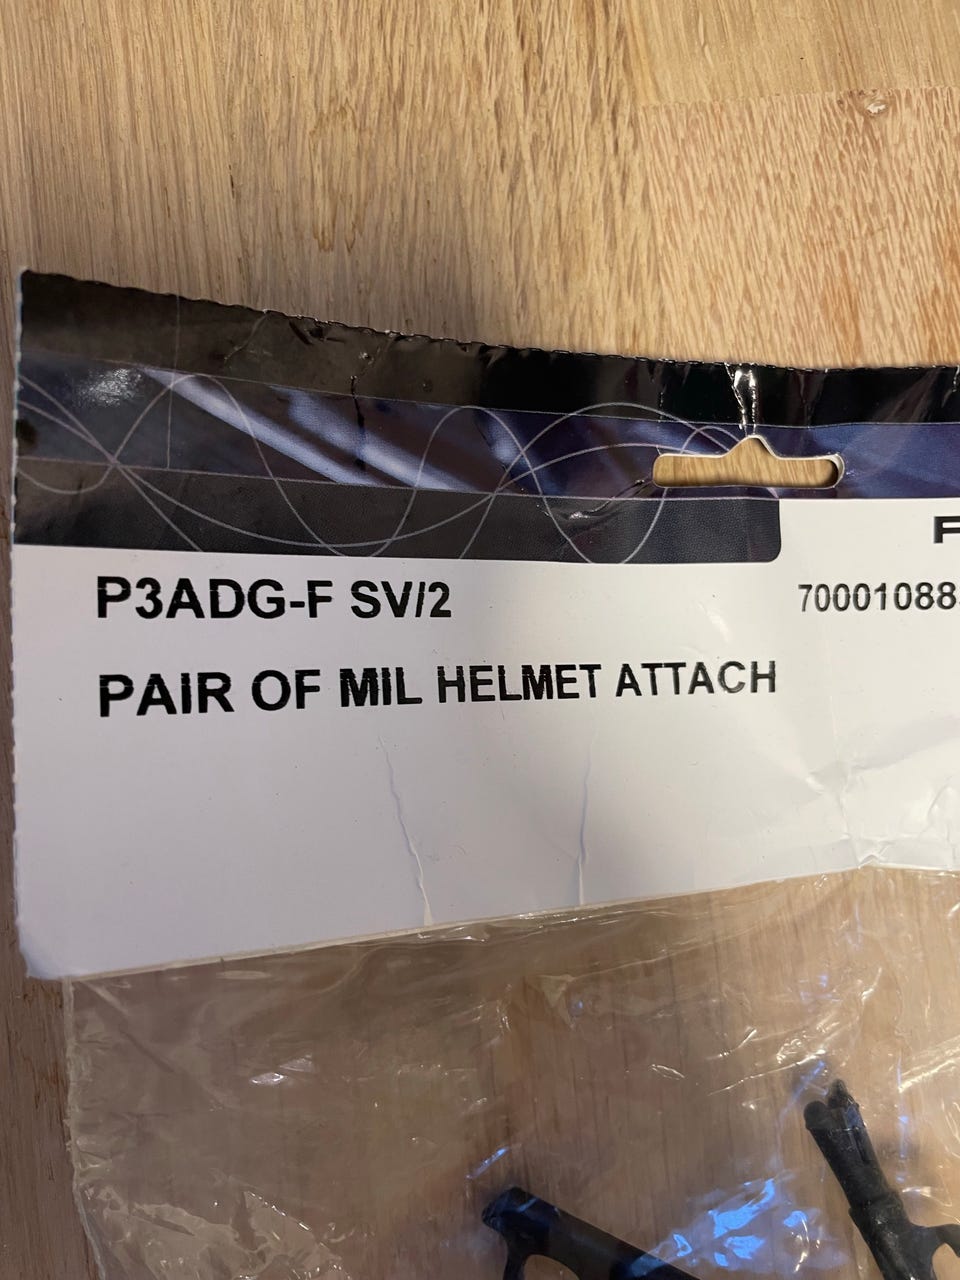 P3ADG-F SV/2
PAIR OF MIL HELMET ATTACH